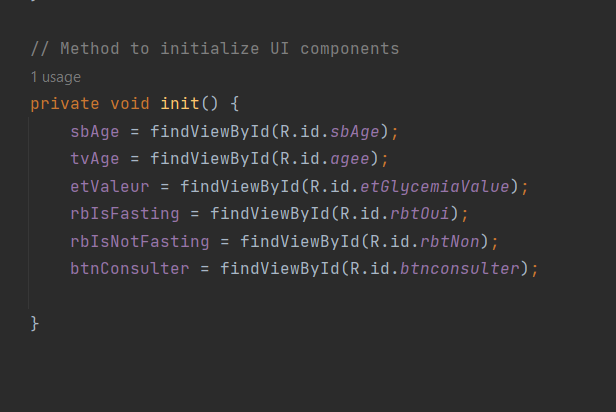 // Method to initialize UI components
1 usage
private void init() {
sbAge = findViewById(R.id.sbAge);
tvAge = findViewById(R.id.agee);
etValeur = findViewById(R.id.etGlycemiaValue);
rbIsFasting = findViewById(R.id.rbtOui);
rbIsNotFasting = findViewById(R.id.rbtNon);
btnConsulter = findViewById(R.id.btnconsulter);
}